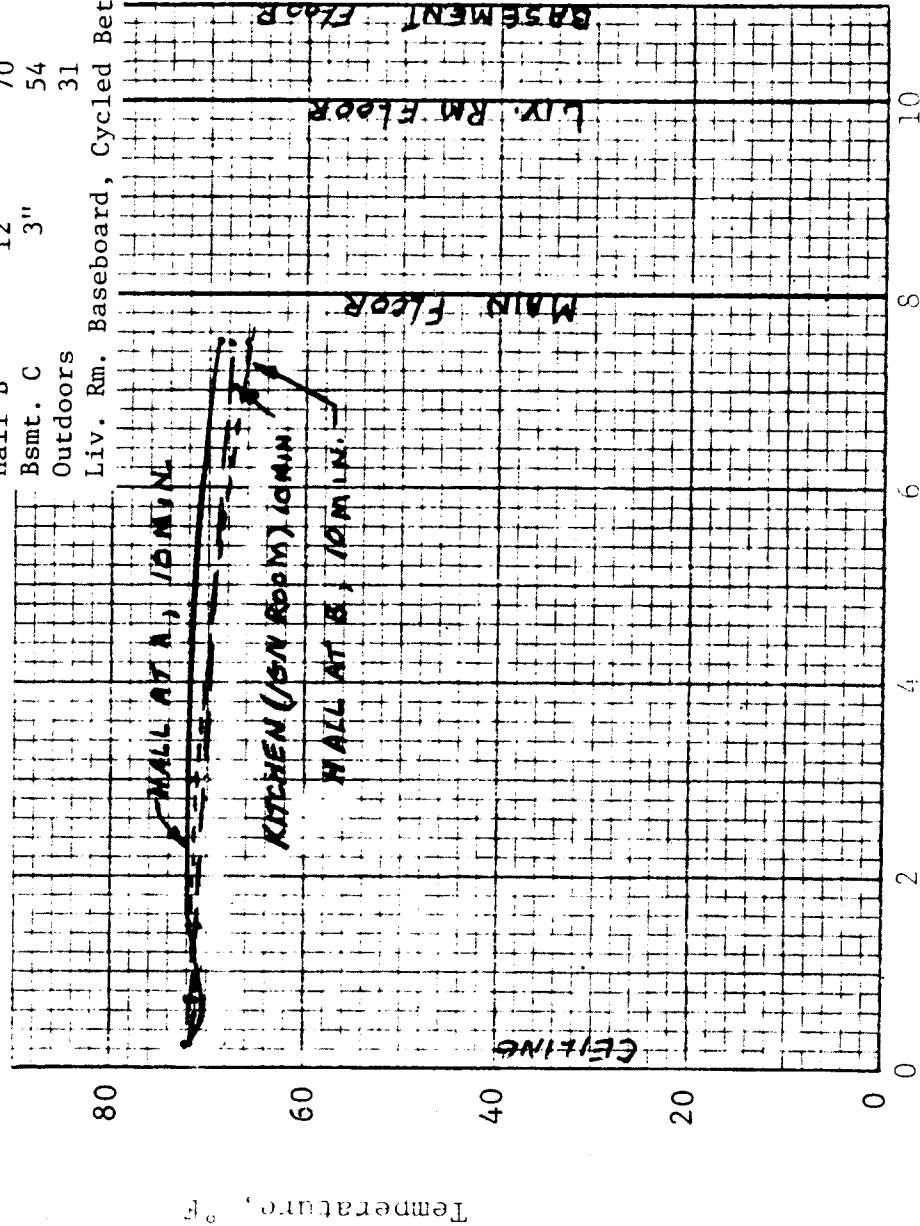 Hall B 12 70
Bsmt. C 3" 54
Outdoors 31
Liv. Rm. Baseboard, Cycled Bet
HALL AT A, 10 MIN.
KITCHEN (IGN ROOM) 10 MIN.
HALL AT B, 10 MIN.
CEILING
MAIN FLOOR
LIV. RM FLOOR
BASEMENT FLOOR
Temperature, °F
80
60
40
20
0
0 2 4 6 8 10